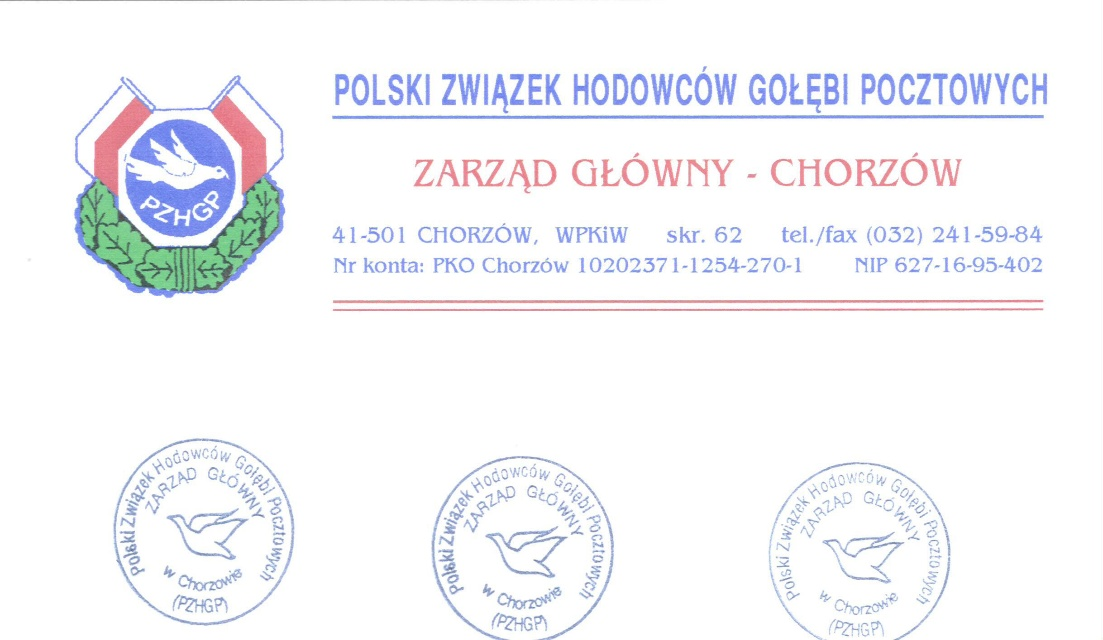 POLSKI ZWIĄZEK HODOWCÓW GOŁĘBI POCZTOWYCH
PZHGP
ZARZĄD GŁÓWNY - CHORZÓW
41-501 CHORZÓW, WPKiW skr. 62 tel./fax (032) 241-59-84
Nr konta: PKO Chorzów 10202371-1254-270-1 NIP 627-16-95-402
Polski Związek Hodowców Gołębi Pocztowych
ZARZĄD GŁÓWNY
w Chorzowie
(PZHGP)
Polski Związek Hodowców Gołębi Pocztowych
ZARZĄD GŁÓWNY
w Chorzowie
(PZHGP)
Polski Związek Hodowców Gołębi Pocztowych
ZARZĄD GŁÓWNY
w Chorzowie
(PZHGP)